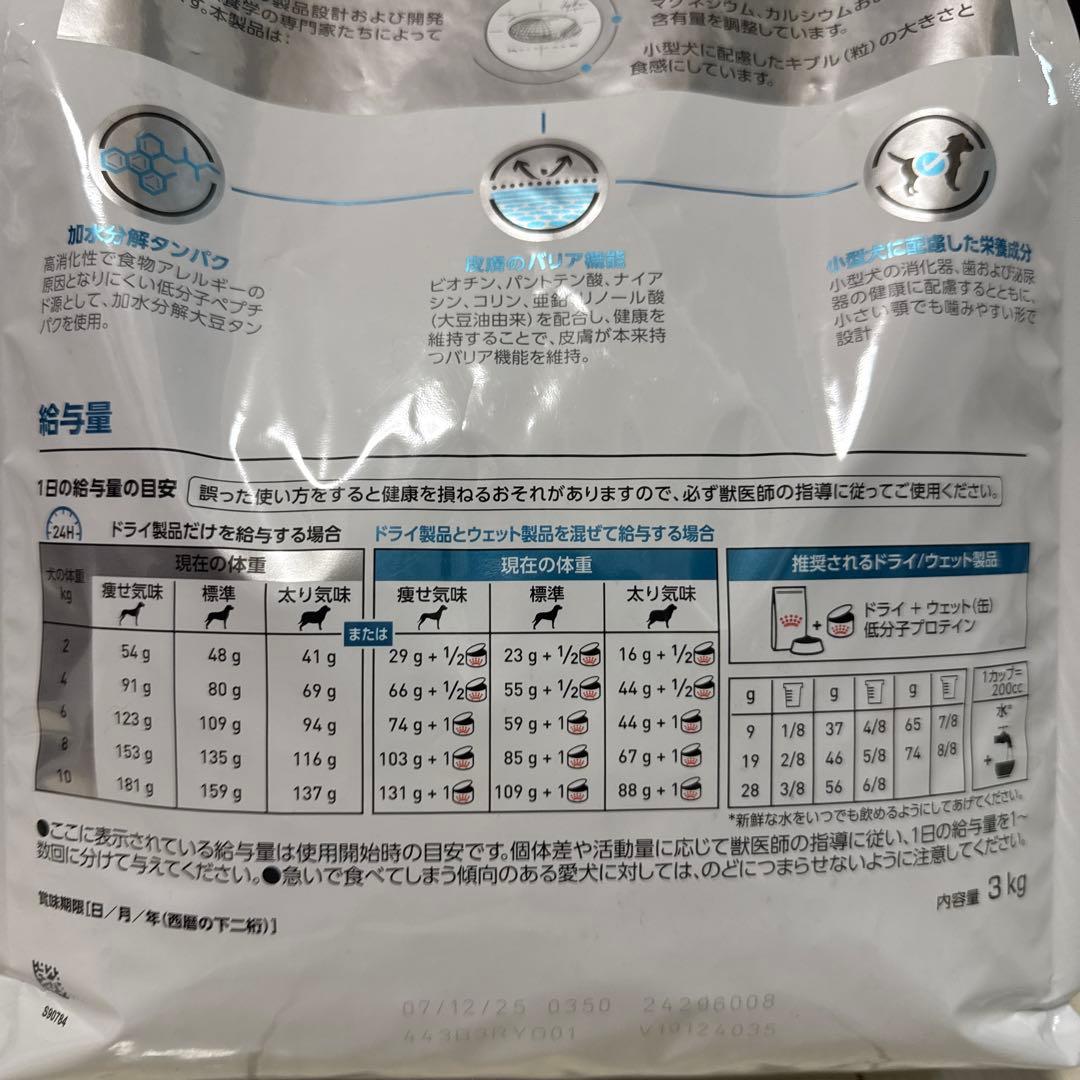 製品設計および開発
養学の専門家たちによって
す。本製品は:
マグネシウム、カルシウムお
含有量を調整しています。
小型犬に配慮したキブル(粒)の大きさと
食感にしています。
加水分解タンパク
高消化性で食物アレルギーの
原因となりにくい低分子ペプチ
ド源として、加水分解大豆タン
パクを使用。
皮膚のバリア機能
ビオチン、パントテン酸、ナイア
シン、コリン、亜鉛、リノール酸
(大豆油由来)を配合し、健康を
維持することで、皮膚が本来持
つバリア機能を維持。
小型犬に配慮した栄養成分
小型犬の消化器、歯および泌尿
器の健康に配慮するとともに、
小さい顎でも噛みやすい形で
設計
給与量
1日の給与量の目安 誤った使い方をすると健康を損ねるおそれがありますので、必ず獣医師の指導に従ってご使用ください。
24H ドライ製品だけを給与する場合 ドライ製品とウェット製品を混ぜて給与する場合
犬の体重 kg 現在の体重 現在の体重
痩せ気味 標準 太り気味 または 痩せ気味 標準 太り気味
2 54 g 48 g 41 g 29 g + 1/2 23 g + 1/2 16 g + 1/2
4 91 g 80 g 69 g 66 g + 1/2 55 g + 1/2 44 g + 1/2
6 123 g 109 g 94 g 74 g + 1 59 g + 1 44 g + 1
8 153 g 135 g 116 g 103 g + 1 85 g + 1 67 g + 1
10 181 g 159 g 137 g 131 g + 1 109 g + 1 88 g + 1
推奨されるドライ/ウェット製品
+ ドライ + ウェット(缶)
低分子プロテイン
g g g 1カップ=
200cc
9 1/8 37 4/8 65 7/8 水*
19 2/8 46 5/8 74 8/8 +
28 3/8 56 6/8
*新鮮な水をいつでも飲めるようにしてあげてください。
●ここに表示されている給与量は使用開始時の目安です。個体差や活動量に応じて獣医師の指導に従い、1日の給与量を1~
数回に分けて与えてください。●急いで食べてしまう傾向のある愛犬に対しては、のどにつまらせないように注意してください。
内容量 3 kg
賞味期限[日/月/年(西暦の下二桁)]
S90784
07/12/25 0350 24296008
443B3RYD01 V19124035